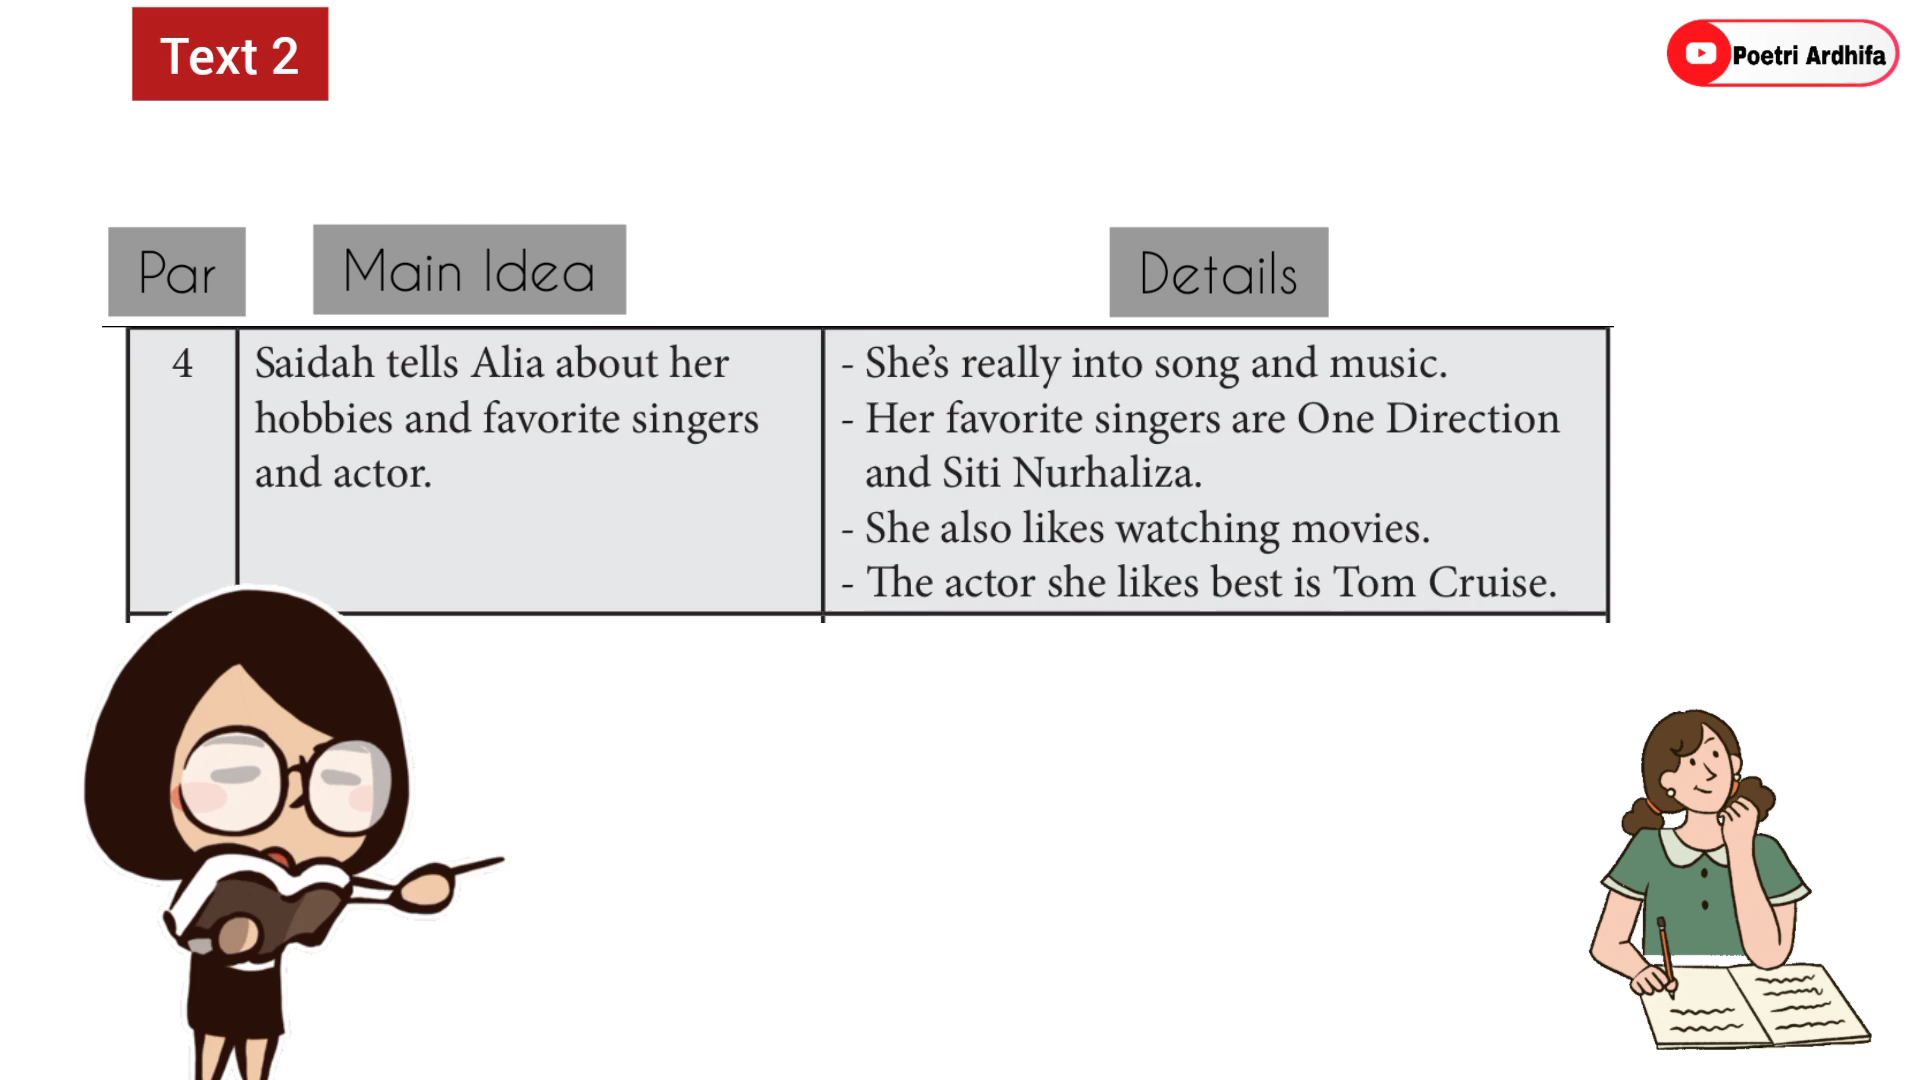 Text 2
Poetri Ardhifa
Par
Main Idea
Details
4
Saidah tells Alia about her
hobbies and favorite singers
and actor.
- She’s really into song and music.
- Her favorite singers are One Direction
and Siti Nurhaliza.
- She also likes watching movies.
- The actor she likes best is Tom Cruise.